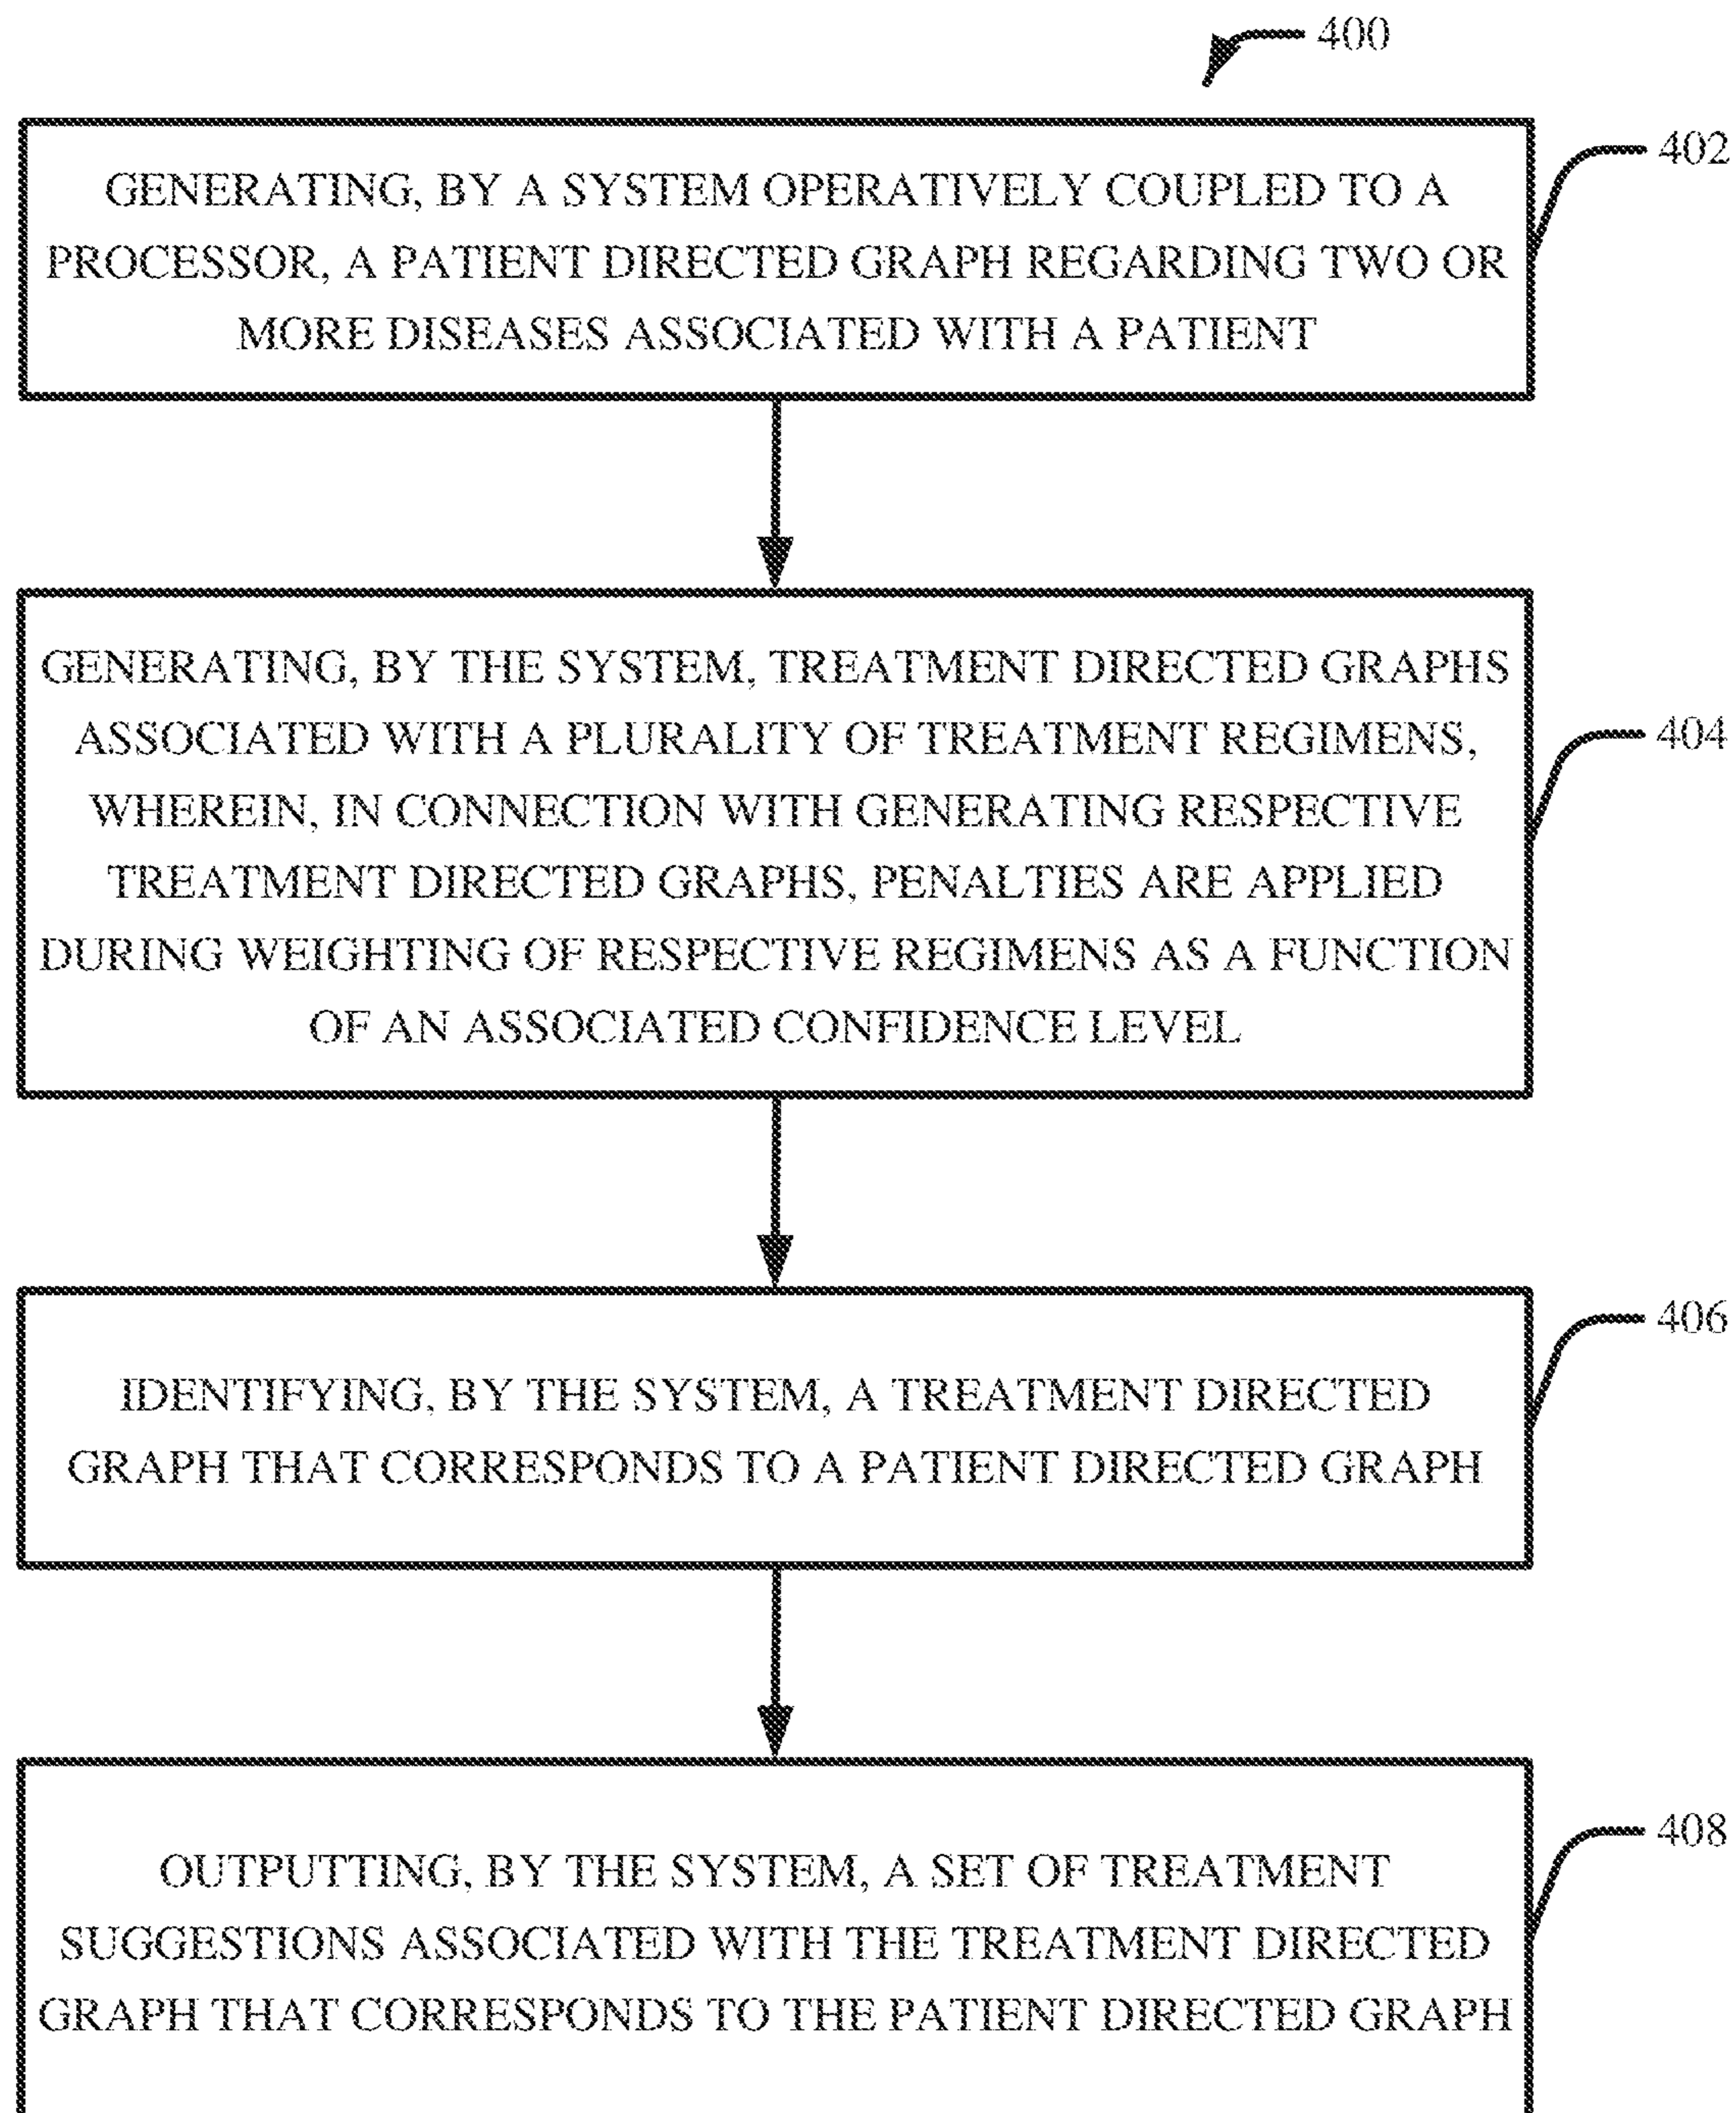 400
402
GENERATING, BY A SYSTEM OPERATIVELY COUPLED TO A
PROCESSOR, A PATIENT DIRECTED GRAPH REGARDING TWO OR
MORE DISEASES ASSOCIATED WITH A PATIENT
GENERATING, BY THE SYSTEM, TREATMENT DIRECTED GRAPHS
ASSOCIATED WITH A PLURALITY OF TREATMENT REGIMENS,
404
WHEREIN, IN CONNECTION WITH GENERATING RESPECTIVE
TREATMENT DIRECTED GRAPHS, PENALTIES ARE APPLIED
DURING WEIGHTING OF RESPECTIVE REGIMENS AS A FUNCTION
OF AN ASSOCIATED CONFIDENCE LEVEL
406
IDENTIFYING, BY THE SYSTEM, A TREATMENT DIRECTED
GRAPH THAT CORRESPONDS TO A PATIENT DIRECTED GRAPH
408
OUTPUTTING, BY THE SYSTEM, A SET OF TREATMENT
SUGGESTIONS ASSOCIATED WITH THE TREATMENT DIRECTED
GRAPH THAT CORRESPONDS TO THE PATIENT DIRECTED GRAPH